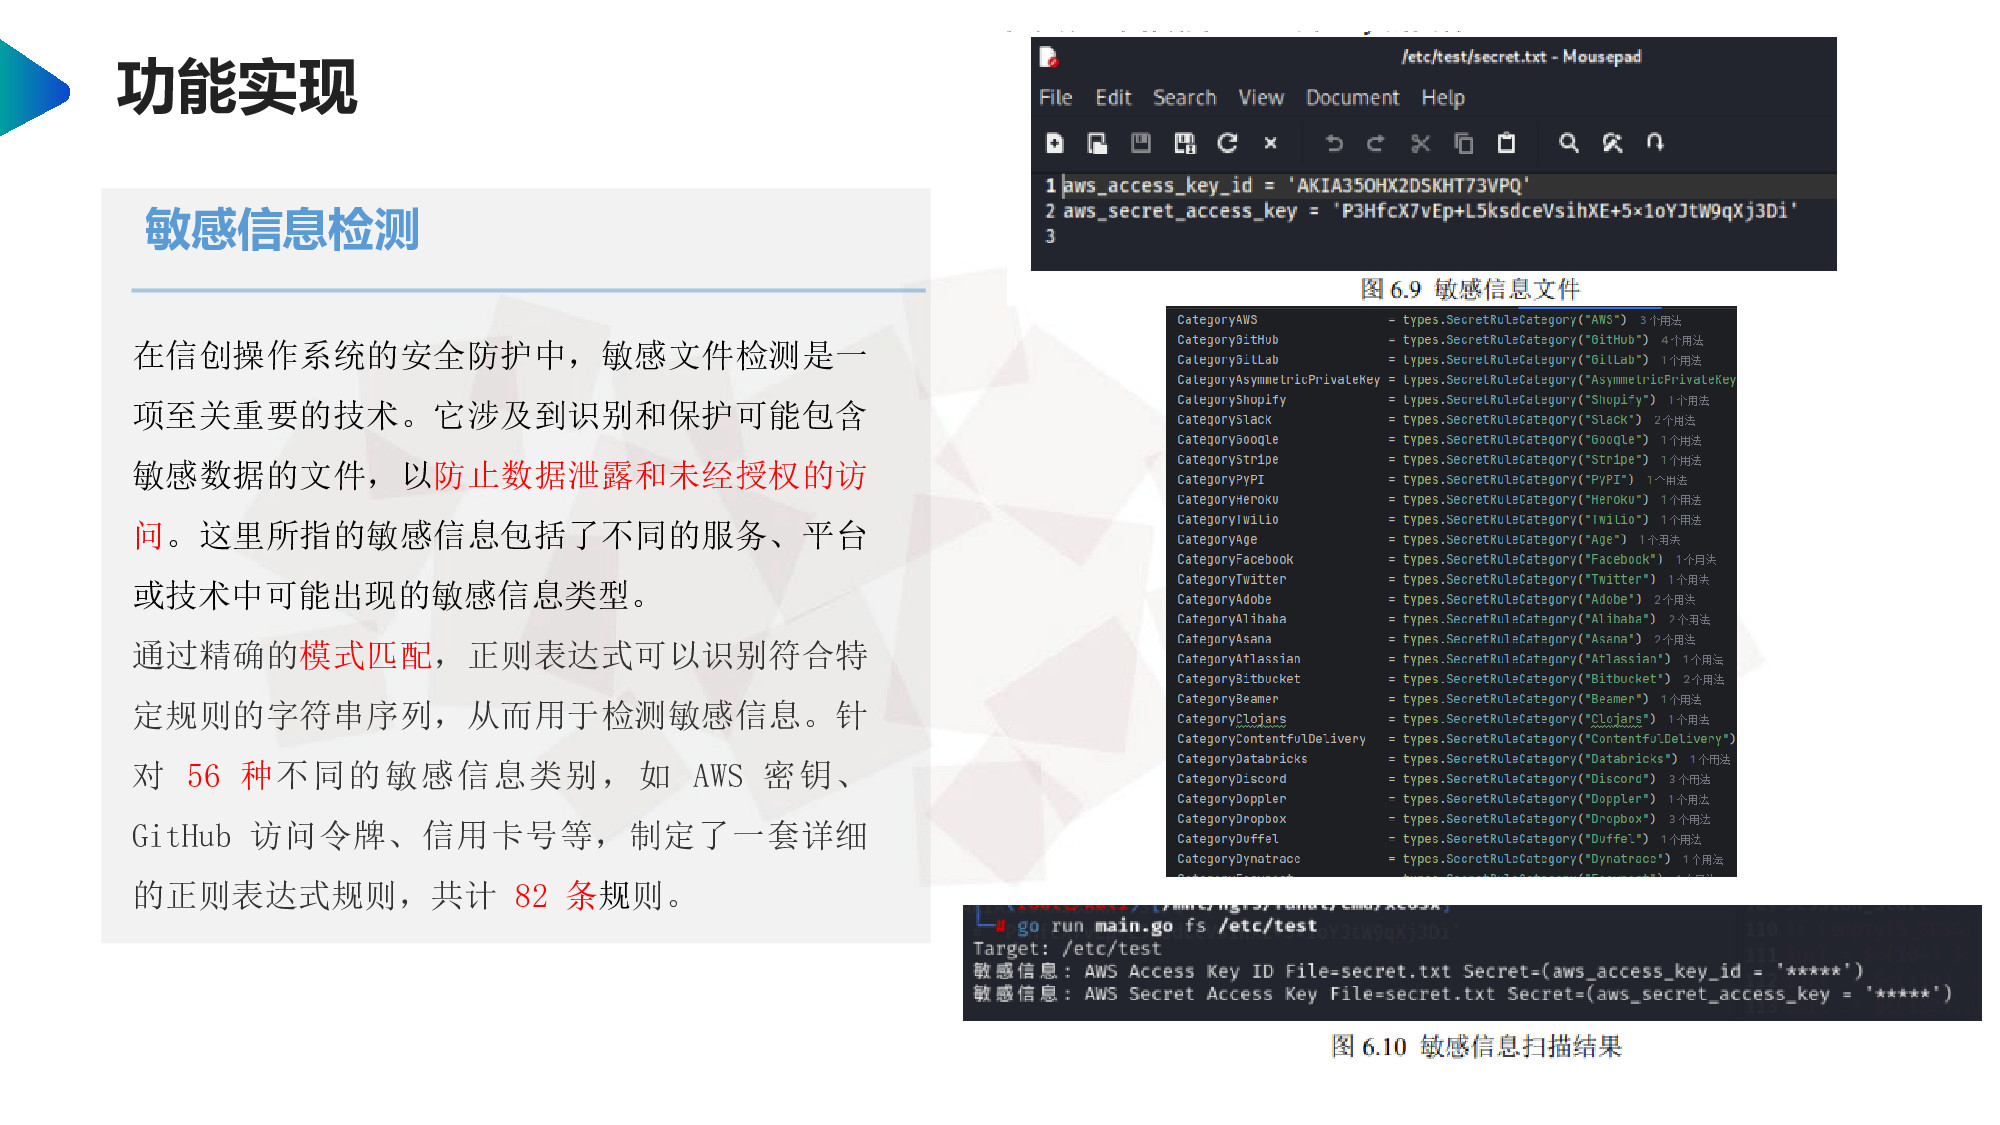 功能实现
敏感信息检测
在信创操作系统的安全防护中，敏感文件检测是一
项至关重要的技术。它涉及到识别和保护可能包含
敏感数据的文件，以防止数据泄露和未经授权的访
问。这里所指的敏感信息包括了不同的服务、平台
或技术中可能出现的敏感信息类型。
通过精确的模式匹配，正则表达式可以识别符合特
定规则的字符串序列，从而用于检测敏感信息。针
对 56 种不同的敏感信息类别，如 AWS 密钥、
GitHub 访问令牌、信用卡号等，制定了一套详细
的正则表达式规则，共计 82 条规则。
/etc/test/secret.txt - Mousepad
File Edit Search View Document Help
1 aws_access_key_id = 'AKIA35OHX2DSKHT73VPQ'
2 aws_secret_access_key = 'P3HfcX7vEp+L5ksdceVsihXE+5×1oYJtW9qXj3Di'
3
图 6.9 敏感信息文件
CategoryAWS = types.SecretRuleCategory("AWS") 3个用法
CategoryGitHub = types.SecretRuleCategory("GitHub") 4个用法
CategoryGitLab = types.SecretRuleCategory("GitLab") 1个用法
CategoryAsymmetricPrivateKey = types.SecretRuleCategory("AsymmetricPrivateKey
CategoryShopify = types.SecretRuleCategory("Shopify") 1个用法
CategorySlack = types.SecretRuleCategory("Slack") 2个用法
CategoryGoogle = types.SecretRuleCategory("Google") 1个用法
CategoryStripe = types.SecretRuleCategory("Stripe") 1个用法
CategoryPyPI = types.SecretRuleCategory("PyPI") 1个用法
CategoryHeroku = types.SecretRuleCategory("Heroku") 1个用法
CategoryTwilio = types.SecretRuleCategory("Twilio") 1个用法
CategoryAge = types.SecretRuleCategory("Age") 1个用法
CategoryFacebook = types.SecretRuleCategory("Facebook") 1个用法
CategoryTwitter = types.SecretRuleCategory("Twitter") 1个用法
CategoryAdobe = types.SecretRuleCategory("Adobe") 2个用法
CategoryAlibaba = types.SecretRuleCategory("Alibaba") 2个用法
CategoryAsana = types.SecretRuleCategory("Asana") 2个用法
CategoryAtlassian = types.SecretRuleCategory("Atlassian") 1个用法
CategoryBitbucket = types.SecretRuleCategory("Bitbucket") 2个用法
CategoryBeamer = types.SecretRuleCategory("Beamer") 1个用法
CategoryClojars = types.SecretRuleCategory("Clojars") 1个用法
CategoryContentfulDelivery = types.SecretRuleCategory("ContentfulDelivery")
CategoryDatabricks = types.SecretRuleCategory("Databricks") 1个用法
CategoryDiscord = types.SecretRuleCategory("Discord") 3个用法
CategoryDoppler = types.SecretRuleCategory("Doppler") 1个用法
CategoryDropbox = types.SecretRuleCategory("Dropbox") 3个用法
CategoryDuffel = types.SecretRuleCategory("Duffel") 1个用法
CategoryDynatrace = types.SecretRuleCategory("Dynatrace") 1个用法
# go run main.go fs /etc/test
Target: /etc/test
敏感信息: AWS Access Key ID File=secret.txt Secret=(aws_access_key_id = '*****')
敏感信息: AWS Secret Access Key File=secret.txt Secret=(aws_secret_access_key = '*****')
图 6.10 敏感信息扫描结果